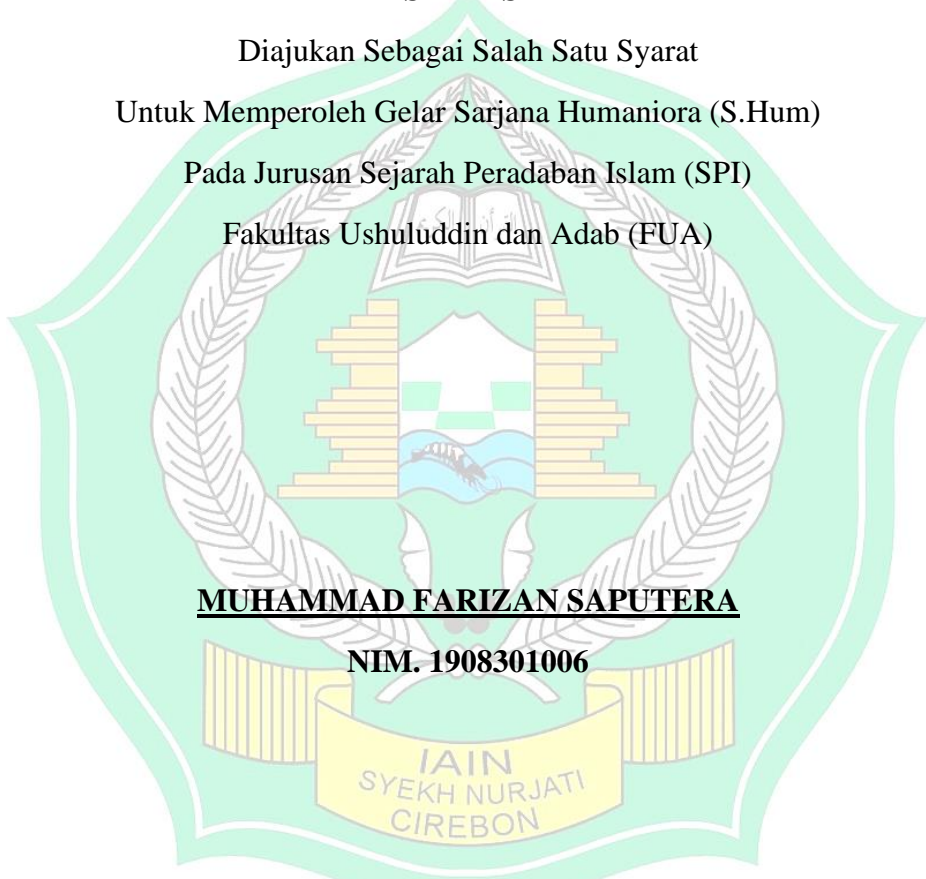 Diajukan Sebagai Salah Satu Syarat
Untuk Memperoleh Gelar Sarjana Humaniora (S.Hum)
Pada Jurusan Sejarah Peradaban Islam (SPI)
Fakultas Ushuluddin dan Adab (FUA)
MUHAMMAD FARIZAN SAPUTERA
NIM. 1908301006
IAIN
SYEKH NURJATI
CIREBON